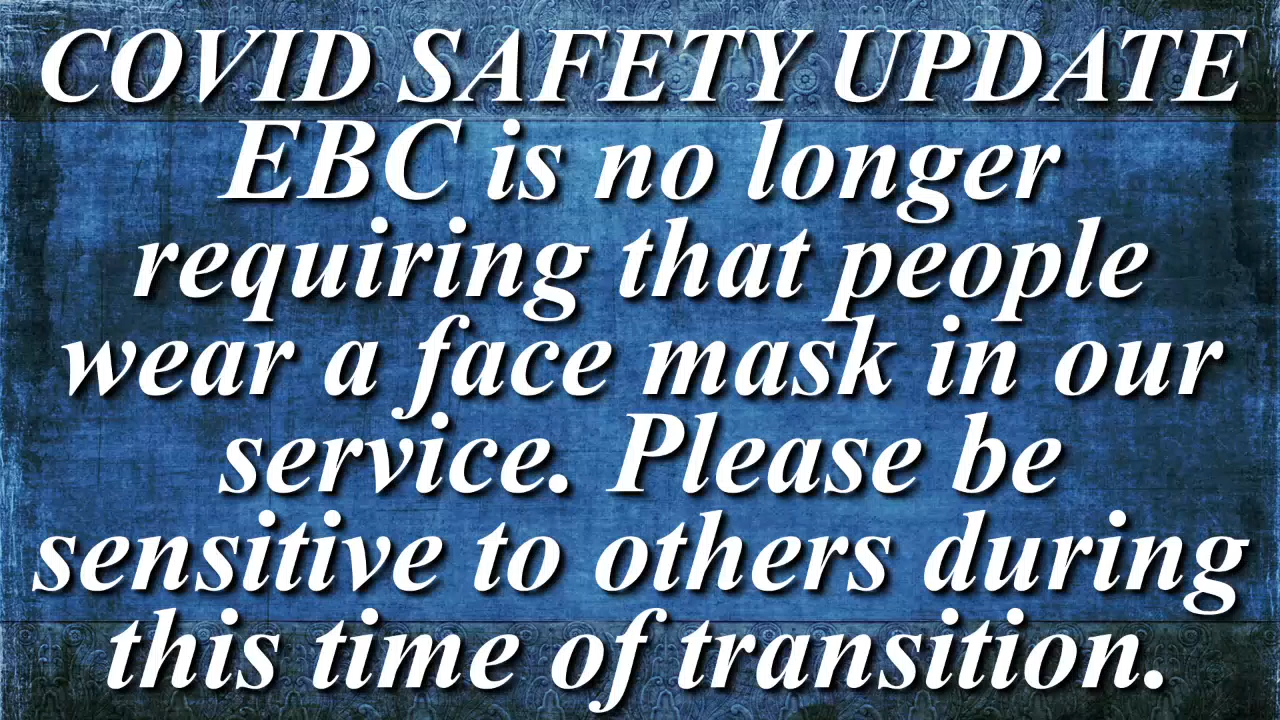 COVID SAFETY UPDATE
EBC is no longer
requiring that people
wear a face mask in our
service. Please be
sensitive to others during
this time of transition.